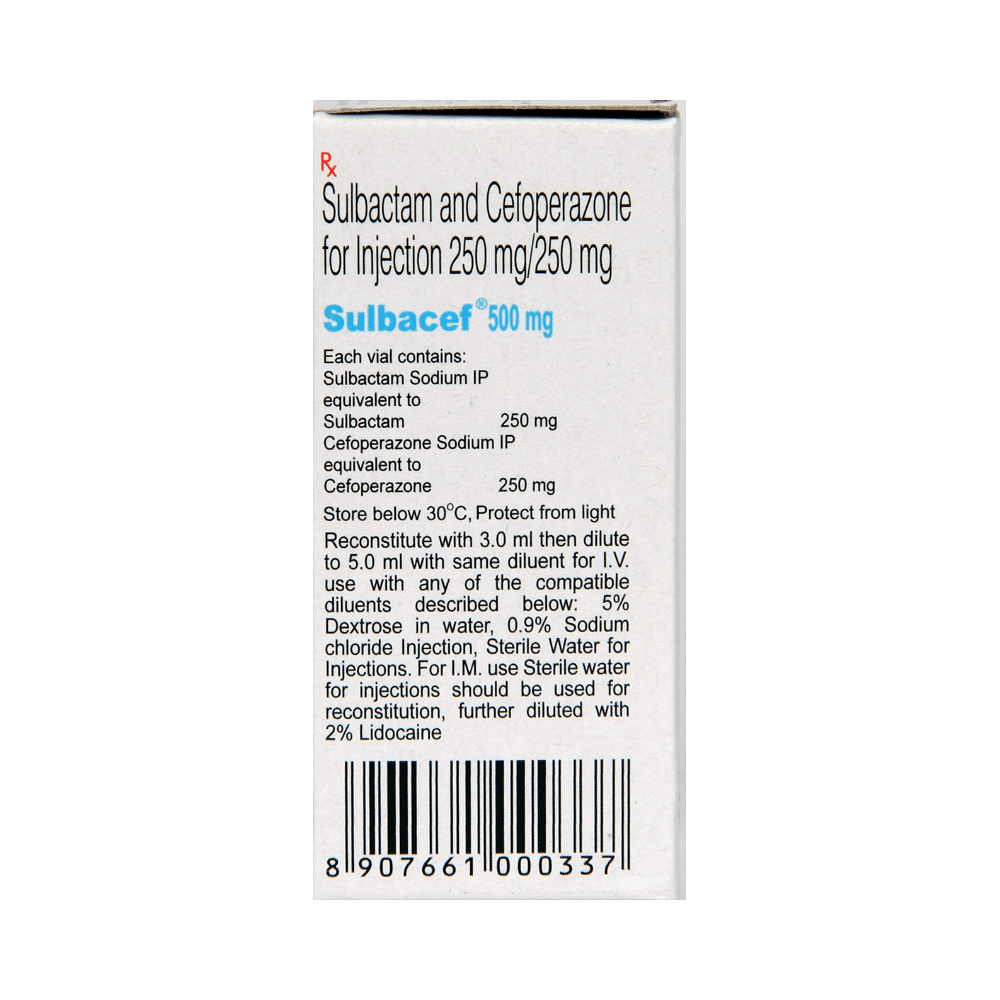 Rx
Sulbactam and Cefoperazone
for Injection 250 mg/250 mg
Sulbacef® 500 mg
Each vial contains:
Sulbactam Sodium IP
equivalent to
Sulbactam 250 mg
Cefoperazone Sodium IP
equivalent to
Cefoperazone 250 mg
Store below 30°C, Protect from light
Reconstitute with 3.0 ml then dilute
to 5.0 ml with same diluent for I.V.
use with any of the compatible
diluents described below: 5%
Dextrose in water, 0.9% Sodium
chloride Injection, Sterile Water for
Injections. For I.M. use Sterile water
for injections should be used for
reconstitution, further diluted with
2% Lidocaine
8 907661 000337